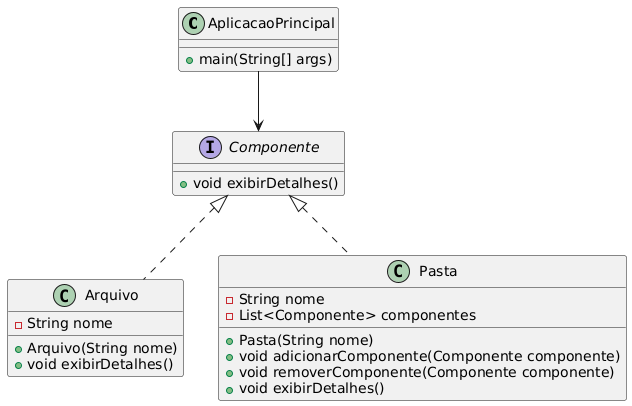 C AplicacaoPrincipal
main(String[] args)
I Componente
void exibirDetalhes()
C Arquivo
String nome
Arquivo(String nome)
void exibirDetalhes()
C Pasta
String nome
List<Componente> componentes
Pasta(String nome)
void adicionarComponente(Componente componente)
void removerComponente(Componente componente)
void exibirDetalhes()